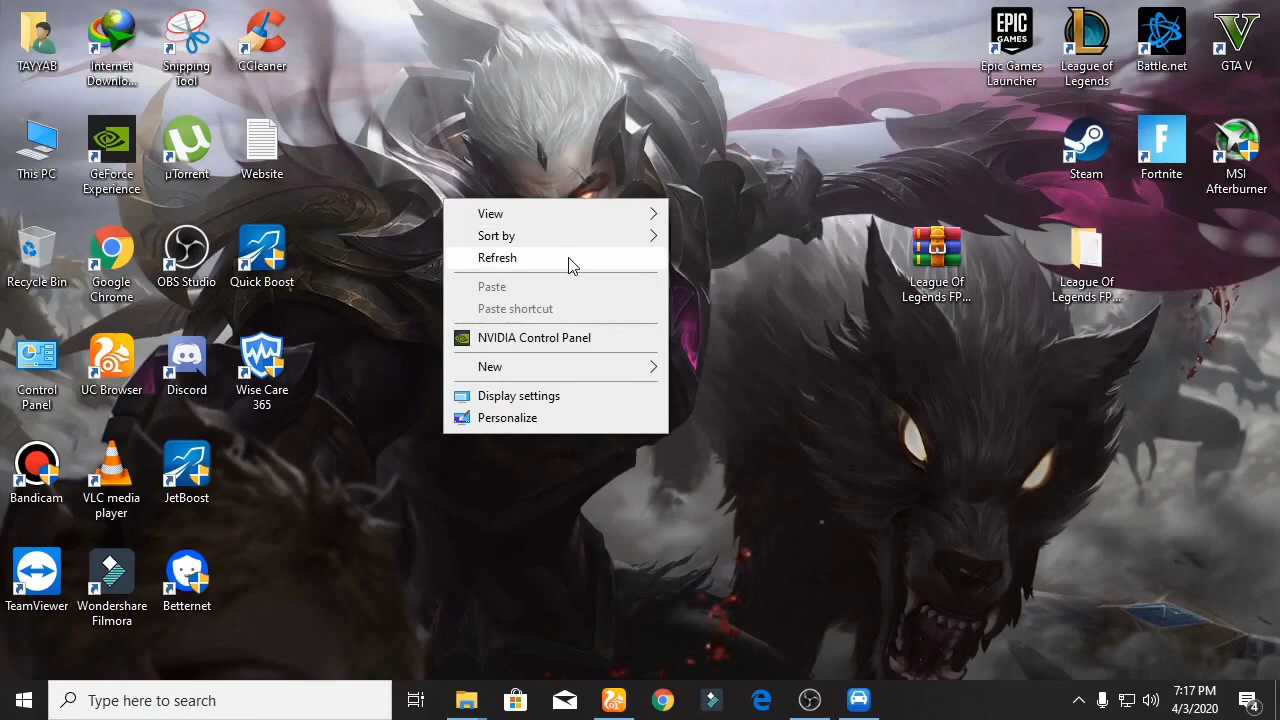 TAYYAB
Internet
Downlo...
Snipping
Tool
CCleaner
EPIC
GAMES
Epic Games
Launcher
League of
Legends
Battle.net
GTA V
This PC
GeForce
Experience
µTorrent
Website
Steam
Fortnite
MSI
Afterburner
Recycle Bin
Google
Chrome
OBS Studio
Quick Boost
League Of
Legends FP...
League Of
Legends FP...
View
Sort by
Refresh
Paste
Paste shortcut
NVIDIA Control Panel
New
Display settings
Personalize
Control
Panel
UC Browser
Discord
Wise Care
365
Bandicam
VLC media
player
JetBoost
TeamViewer
Wondershare
Filmora
Betternet
Type here to search
7:17 PM
4/3/2020
4